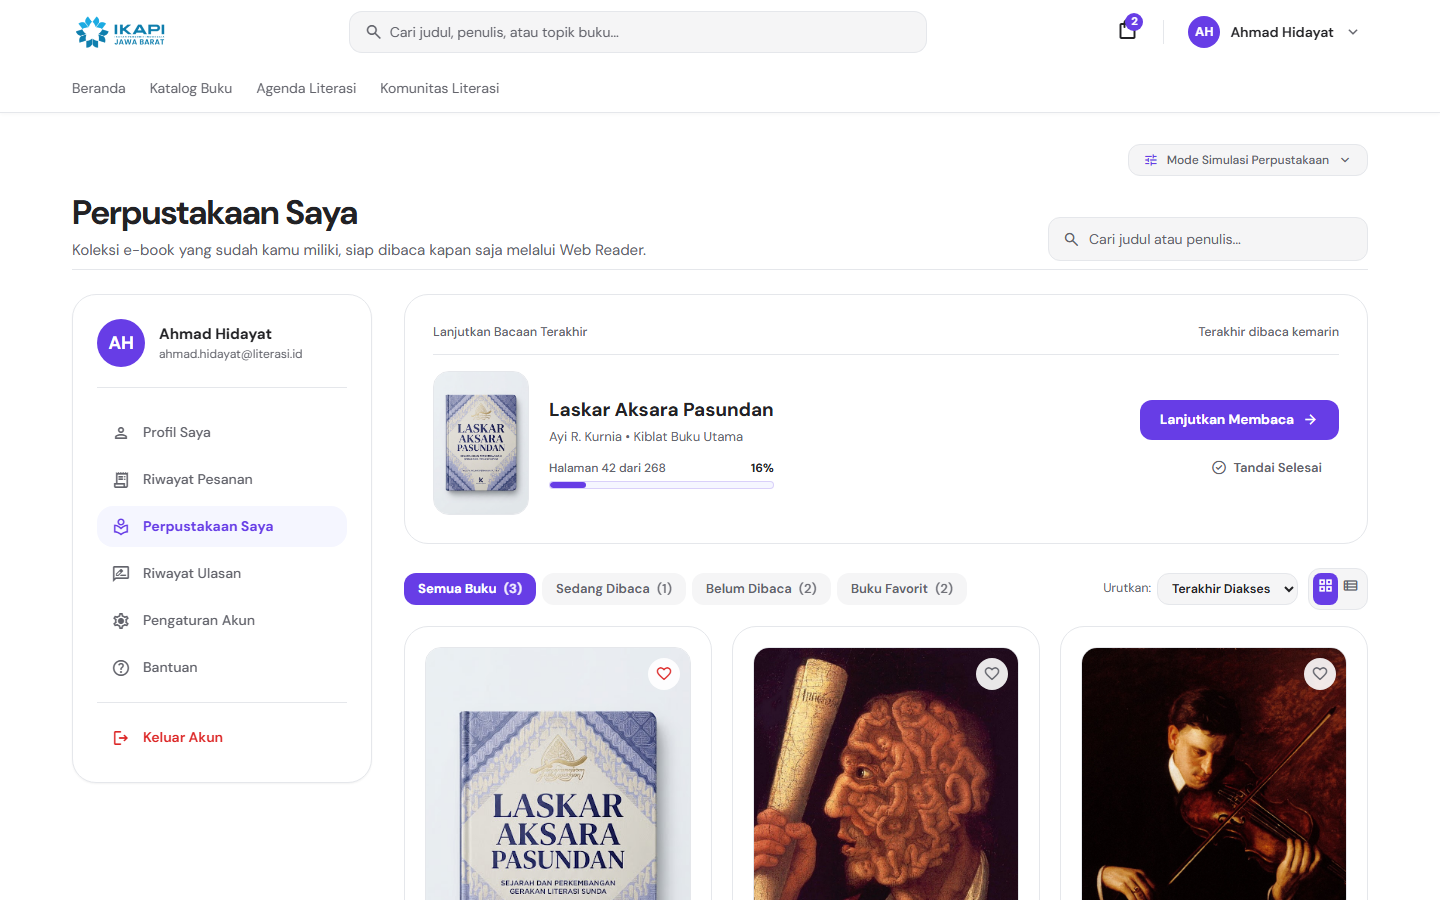 IKAPI
JAWA BARAT
Cari judul, penulis, atau topik buku...
2
AH
Ahmad Hidayat
Beranda
Katalog Buku
Agenda Literasi
Komunitas Literasi
Mode Simulasi Perpustakaan
Perpustakaan Saya
Koleksi e-book yang sudah kamu miliki, siap dibaca kapan saja melalui Web Reader.
Cari judul atau penulis...
AH
Ahmad Hidayat
ahmad.hidayat@literasi.id
Profil Saya
Riwayat Pesanan
Perpustakaan Saya
Riwayat Ulasan
Pengaturan Akun
Bantuan
Keluar Akun
Lanjutkan Bacaan Terakhir
Terakhir dibaca kemarin
LASKAR
AKSARA
PASUNDAN
Laskar Aksara Pasundan
Ayi R. Kurnia • Kiblat Buku Utama
Halaman 42 dari 268
16%
Lanjutkan Membaca
Tandai Selesai
Semua Buku (3)
Sedang Dibaca (1)
Belum Dibaca (2)
Buku Favorit (2)
Urutkan:
Terakhir Diakses
LASKAR
AKSARA
PASUNDAN
SEJARAH DAN PERKEMBANGAN
GERAKAN LITERASI SUNDA